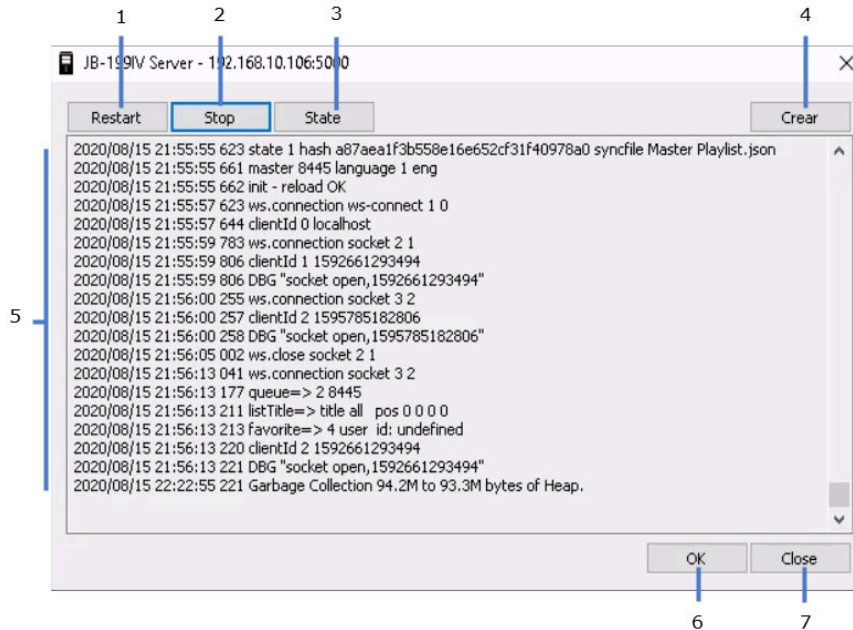 1 2 3 4
JB-199IV Server - 192.168.10.106:5000
Restart Stop State Crear
2020/08/15 21:55:55 623 state 1 hash a87aea1f3b558e16e652cf31f40978a0 syncfile Master Playlist.json
2020/08/15 21:55:55 661 master 8445 language 1 eng
2020/08/15 21:55:55 662 init - reload OK
2020/08/15 21:55:57 623 ws.connection ws-connect 1 0
2020/08/15 21:55:57 644 clientId 0 localhost
2020/08/15 21:55:59 783 ws.connection socket 2 1
2020/08/15 21:55:59 806 clientId 1 1592661293494
2020/08/15 21:55:59 806 DBG "socket open,1592661293494"
2020/08/15 21:56:00 255 ws.connection socket 3 2
2020/08/15 21:56:00 257 clientId 2 1595785182806
5
2020/08/15 21:56:00 258 DBG "socket open,1595785182806"
2020/08/15 21:56:05 002 ws.close socket 2 1
2020/08/15 21:56:13 041 ws.connection socket 3 2
2020/08/15 21:56:13 177 queue=> 2 8445
2020/08/15 21:56:13 211 listTitle=> title all pos 0 0 0 0
2020/08/15 21:56:13 213 favorite=> 4 user id: undefined
2020/08/15 21:56:13 220 clientId 2 1592661293494
2020/08/15 21:56:13 221 DBG "socket open,1592661293494"
2020/08/15 22:22:55 221 Garbage Collection 94.2M to 93.3M bytes of Heap.
OK Close
6 7